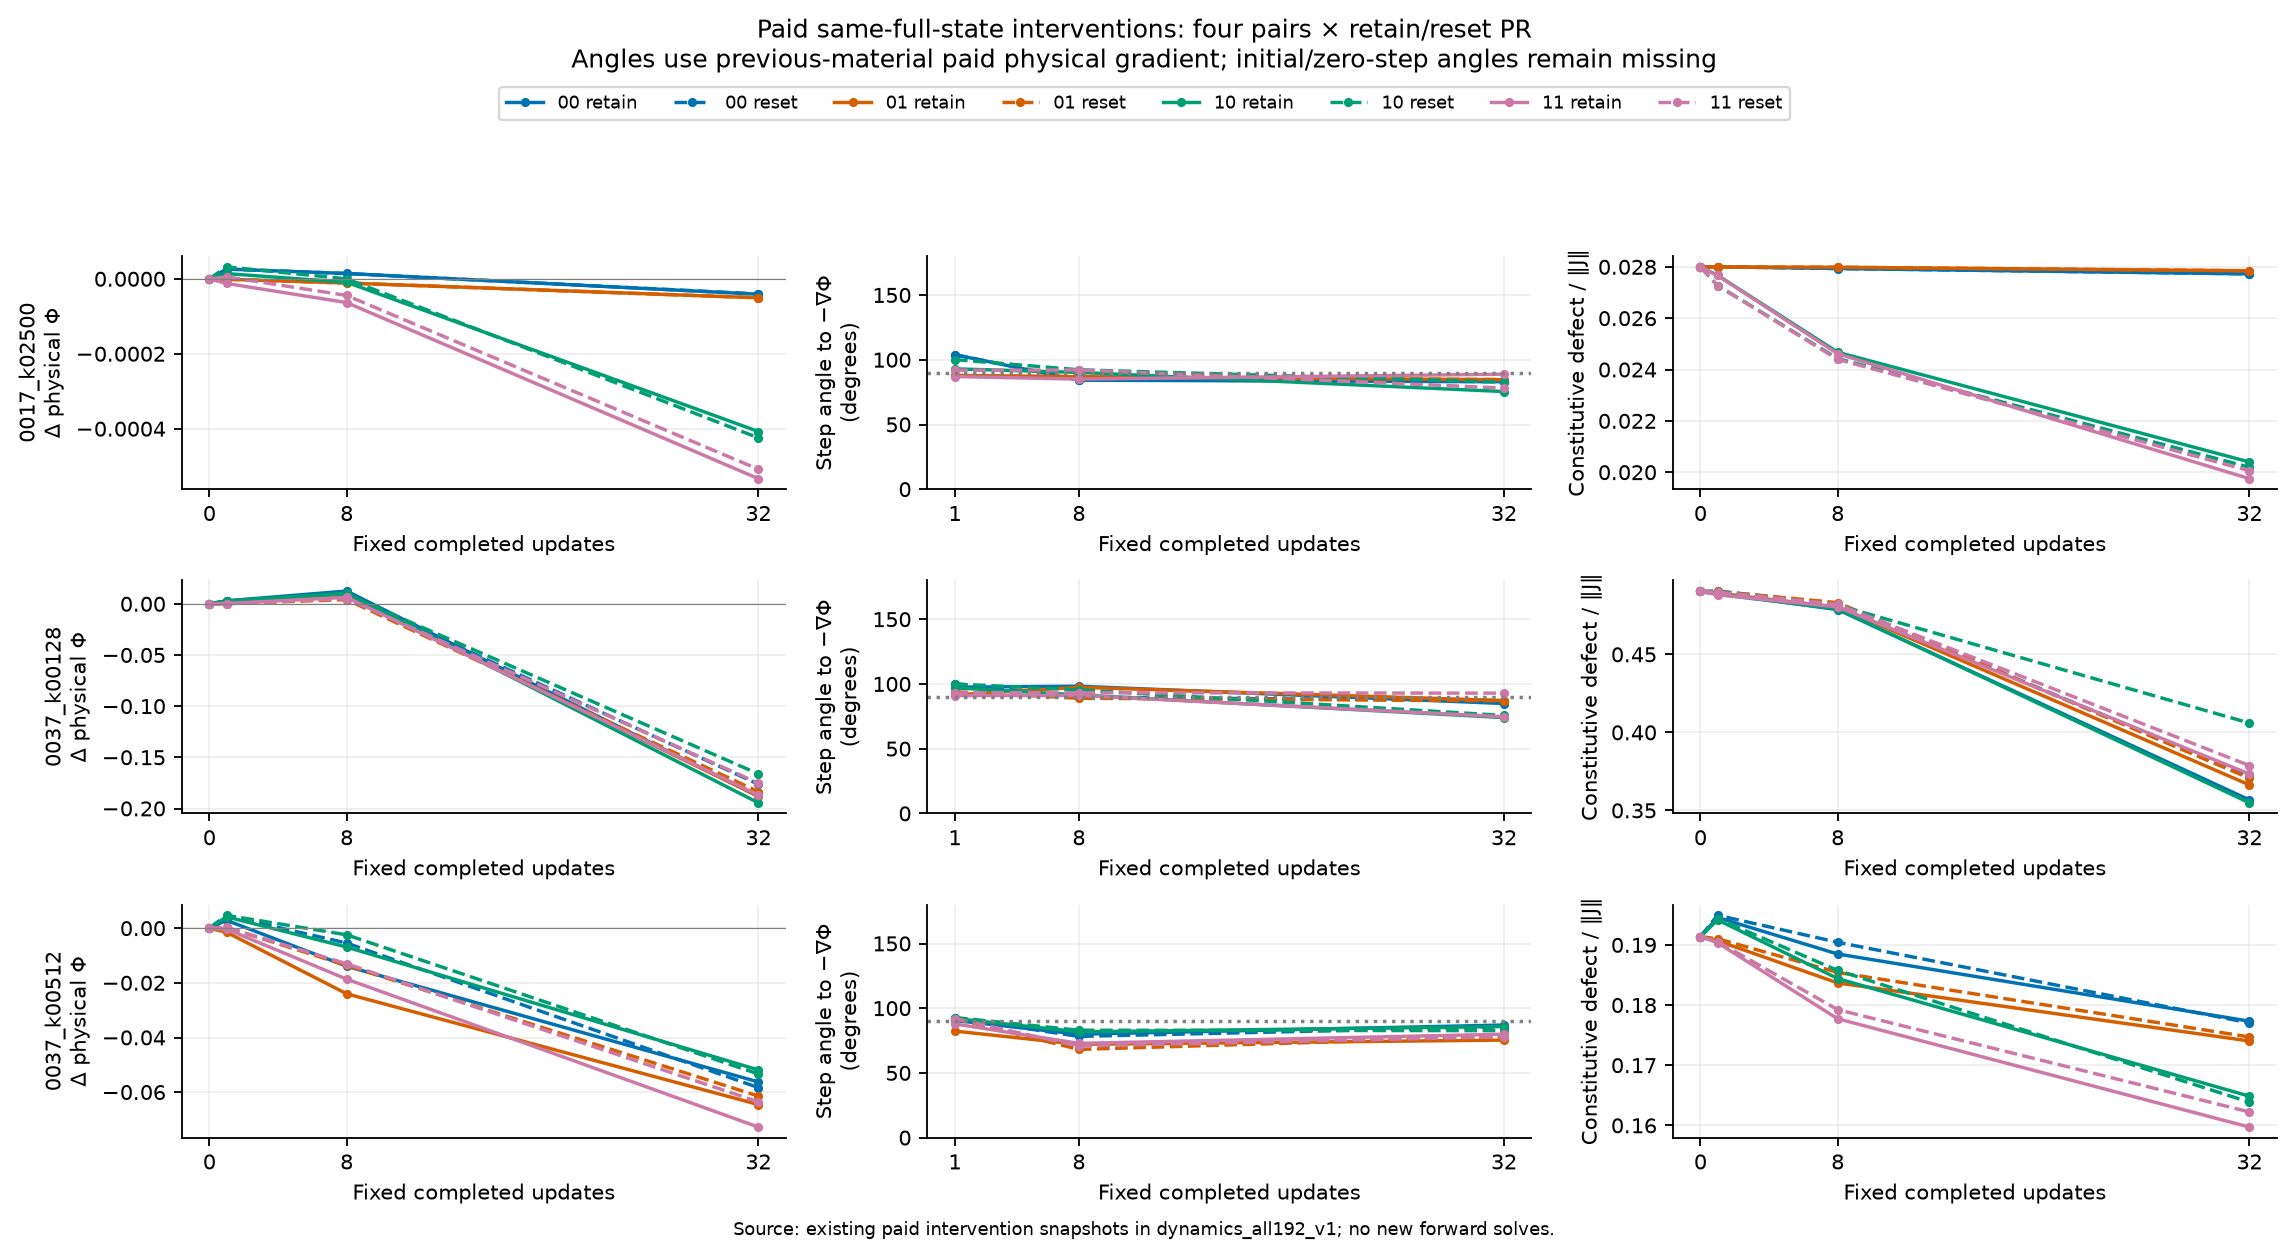 Paid same-full-state interventions: four pairs × retain/reset PR
Angles use previous-material paid physical gradient; initial/zero-step angles remain missing
00 retain
00 reset
01 retain
01 reset
10 retain
10 reset
11 retain
11 reset
0017_k02500
Δ physical Φ
0.0000
−0.0002
−0.0004
0
8
32
Fixed completed updates
Step angle to −∇Φ
(degrees)
150
100
50
0
1
8
32
Fixed completed updates
Constitutive defect / ‖J‖
0.028
0.026
0.024
0.022
0.020
0
8
32
Fixed completed updates
0037_k00128
Δ physical Φ
0.00
−0.05
−0.10
−0.15
−0.20
0
8
32
Fixed completed updates
Step angle to −∇Φ
(degrees)
150
100
50
0
1
8
32
Fixed completed updates
Constitutive defect / ‖J‖
0.45
0.40
0.35
0
8
32
Fixed completed updates
0037_k00512
Δ physical Φ
0.00
−0.02
−0.04
−0.06
0
8
32
Fixed completed updates
Step angle to −∇Φ
(degrees)
150
100
50
0
1
8
32
Fixed completed updates
Constitutive defect / ‖J‖
0.19
0.18
0.17
0.16
0
8
32
Fixed completed updates
Source: existing paid intervention snapshots in dynamics_all192_v1; no new forward solves.